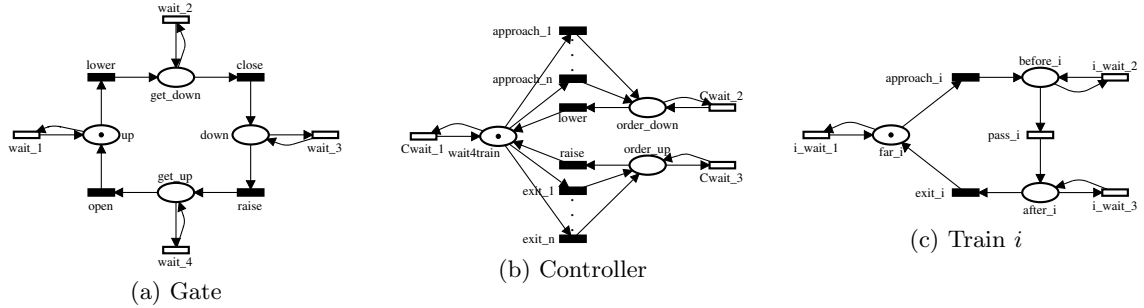 wait_2
lower
close
get_down
up
down
wait_1
wait_3
get_up
open
raise
wait_4
(a) Gate
approach_1
approach_n
lower
Cwait_2
order_down
Cwait_1
wait4train
raise
order_up
exit_1
Cwait_3
exit_n
(b) Controller
before_i
i_wait_2
approach_i
pass_i
i_wait_1
far_i
exit_i
after_i
i_wait_3
(c) Train i